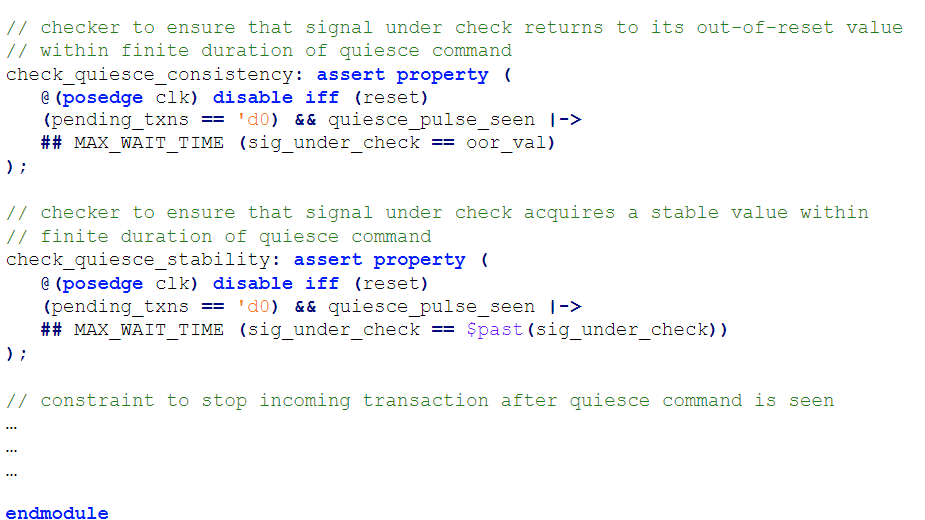 // checker to ensure that signal under check returns to its out-of-reset value
// within finite duration of quiesce command
check_quiesce_consistency: assert property (
@(posedge clk) disable iff (reset)
(pending_txns == 'd0) && quiesce_pulse_seen |->
## MAX_WAIT_TIME (sig_under_check == oor_val)
);
// checker to ensure that signal under check acquires a stable value within
// finite duration of quiesce command
check_quiesce_stability: assert property (
@(posedge clk) disable iff (reset)
(pending_txns == 'd0) && quiesce_pulse_seen |->
## MAX_WAIT_TIME (sig_under_check == $past(sig_under_check))
);
// constraint to stop incoming transaction after quiesce command is seen
…
…
…
endmodule